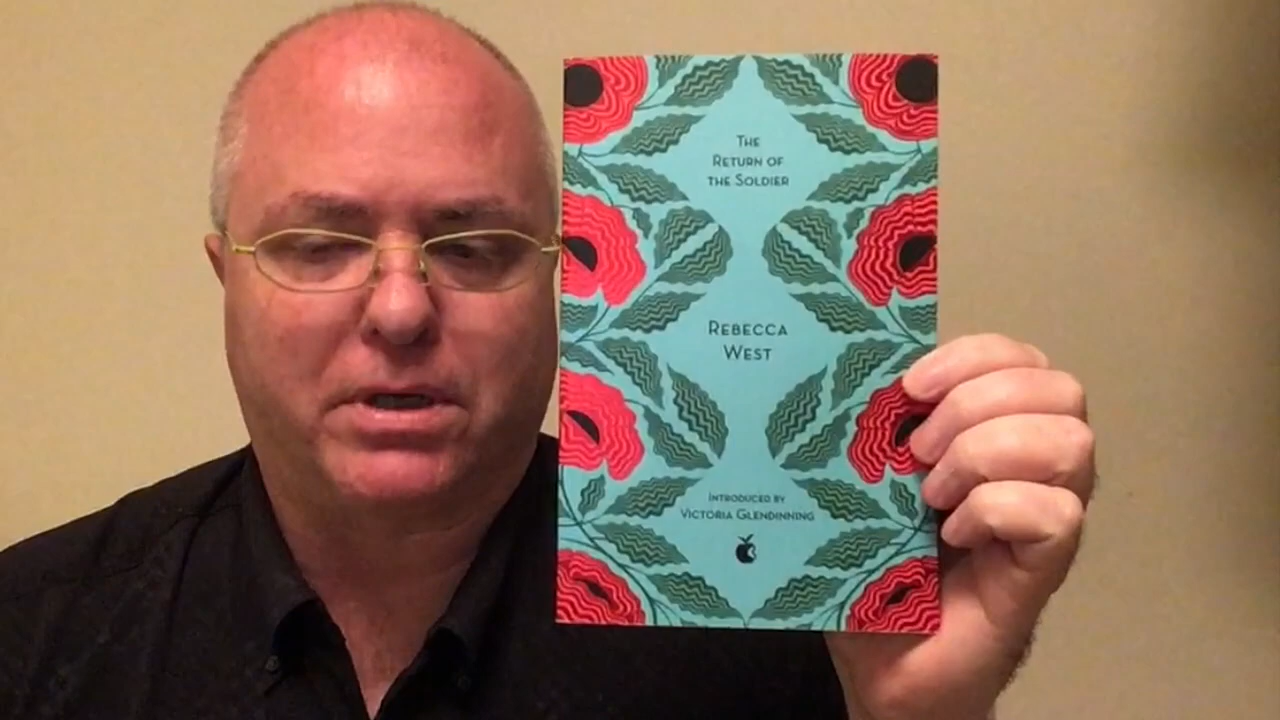 The
Return of
the Soldier
Rebecca
West
Introduced by
Victoria Glendinning